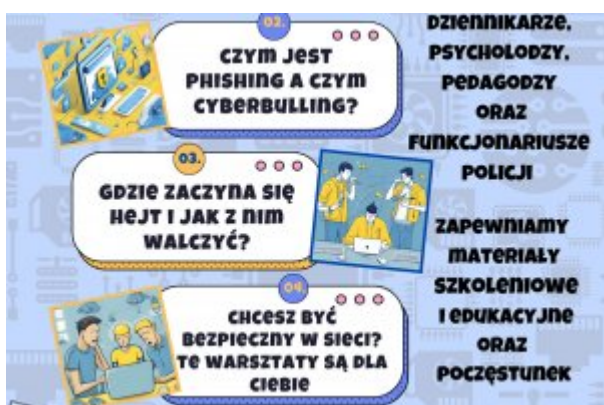 02.
CZYM JEST
PHISHING A CZYM
CYBERBULLING?
03.
GDZIE ZACZYNA SIĘ
HEJT I JAK Z NIM
WALCZYĆ?
04.
CHCESZ BYĆ
BEZPIECZNY W SIECI?
TE WARSZTATY SĄ DLA
CIEBIE
DZIENNIKARZE,
PSYCHOLODZY,
PEDAGODZY
ORAZ
FUNKCJONARIUSZE
POLICJI
ZAPEWNIAMY
MATERIAŁY
SZKOLENIOWE
I EDUKACYJNE
ORAZ
POCZĘSTUNEK